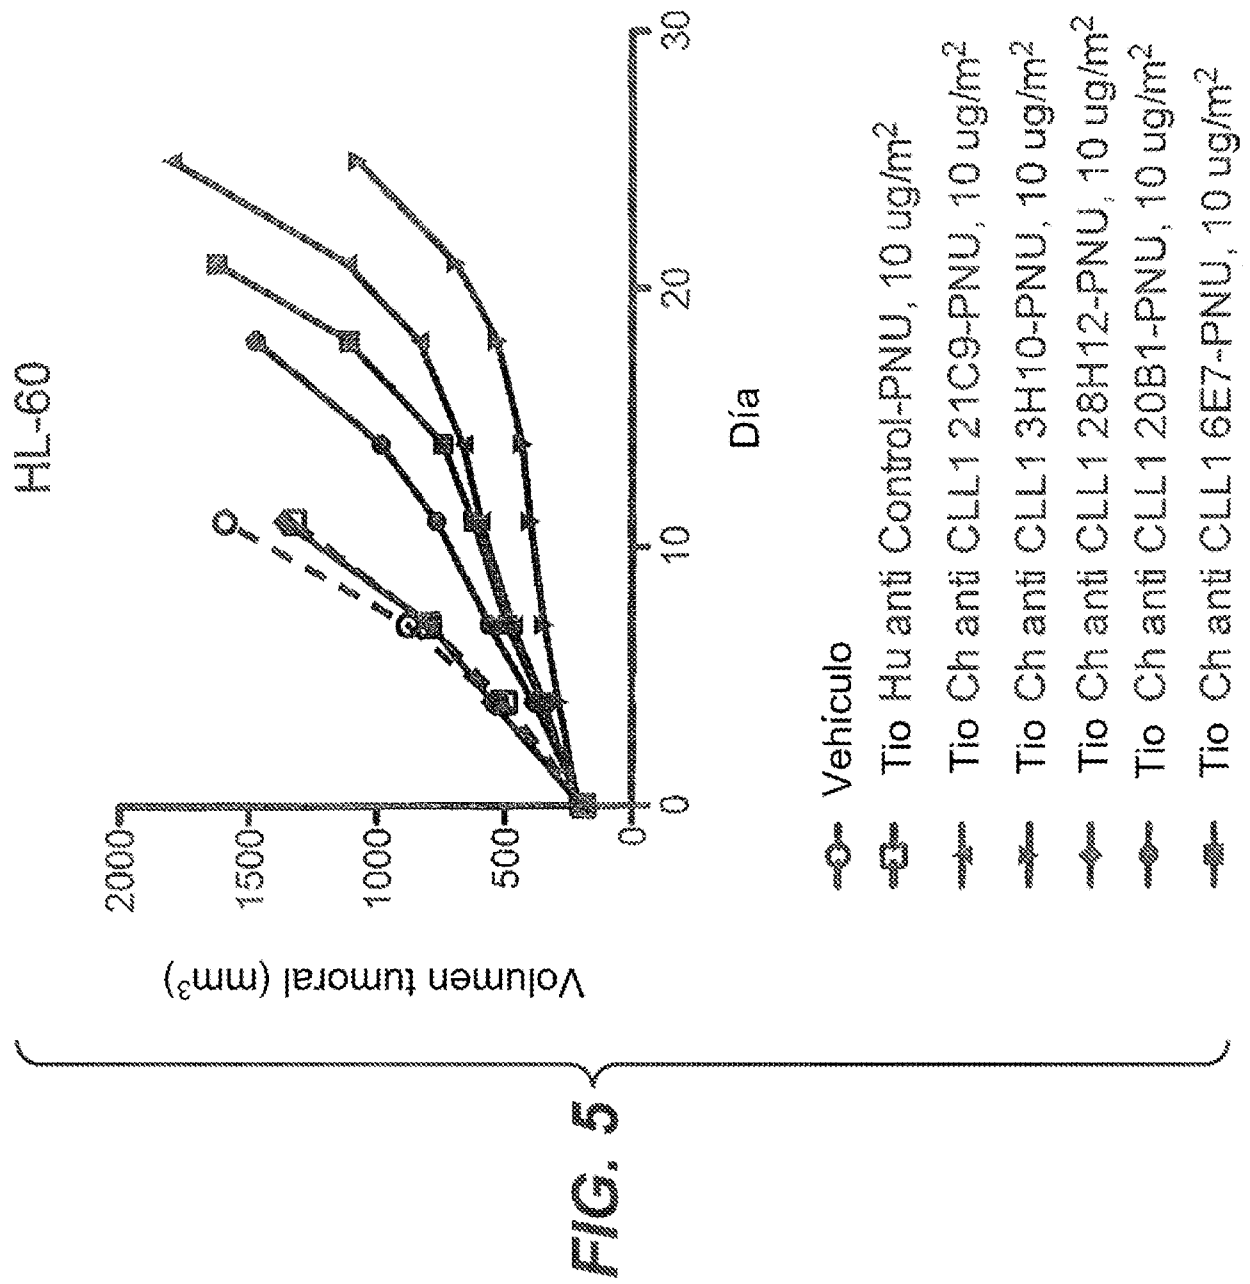 HL-60
Volumen tumoral (mm³)
2000
1500
1000
500
0
0
10
20
30
Día
Vehículo
Tio Hu anti Control-PNU, 10 ug/m²
Tio Ch anti CLL1 21C9-PNU, 10 ug/m²
Tio Ch anti CLL1 3H10-PNU, 10 ug/m²
Tio Ch anti CLL1 28H12-PNU, 10 ug/m²
Tio Ch anti CLL1 20B1-PNU, 10 ug/m²
Tio Ch anti CLL1 6E7-PNU, 10 ug/m²
FIG. 5